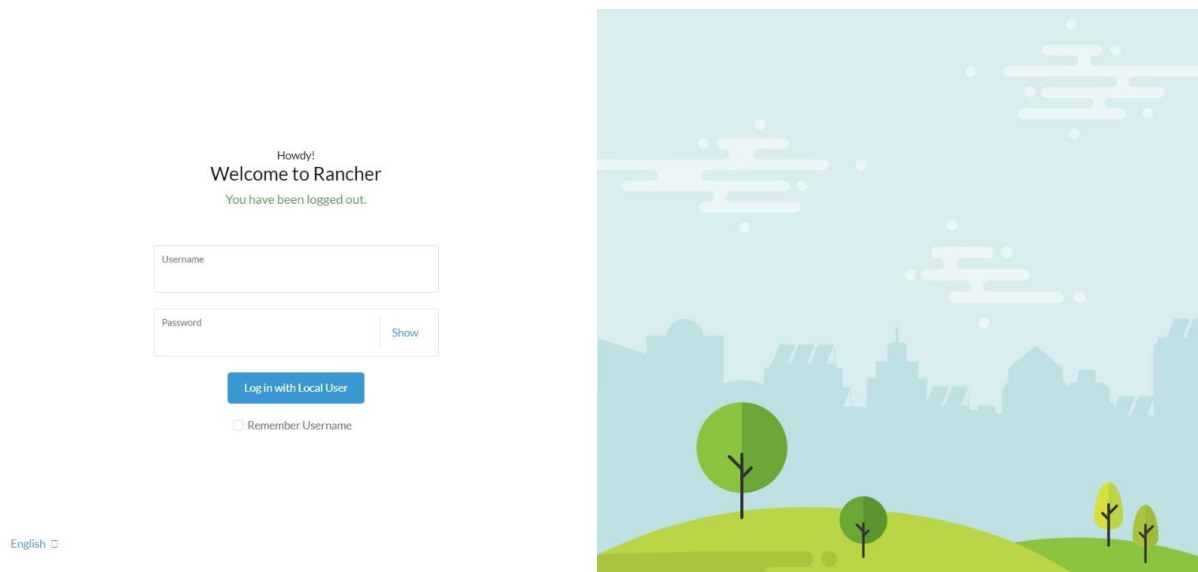 Howdy!
Welcome to Rancher
You have been logged out.
Username
Password
Show
Log in with Local User
Remember Username
English